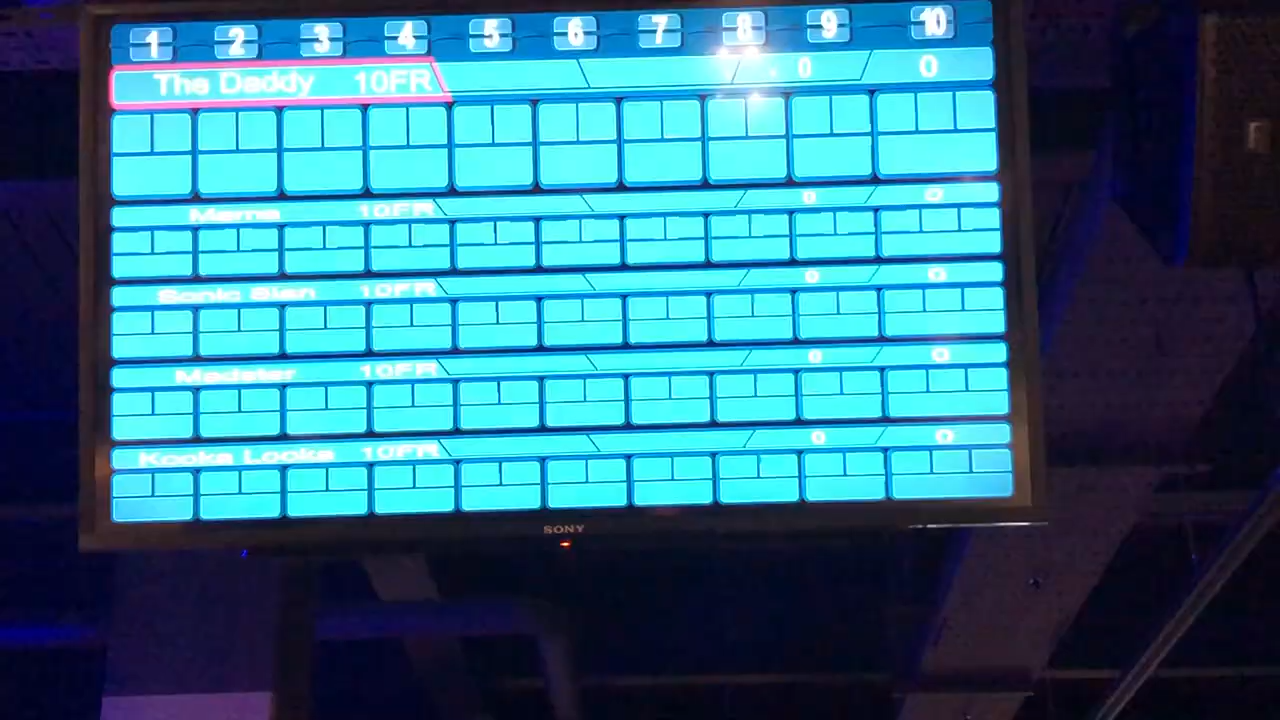 1 2 3 4 5 6 7 8 9 10
The Daddy 10FR 0 0
Mama 10FR 0 0
Sonic Sian 10FR 0 0
Madster 10FR 0 0
Kooka Looka 10FR 0 0
SONY